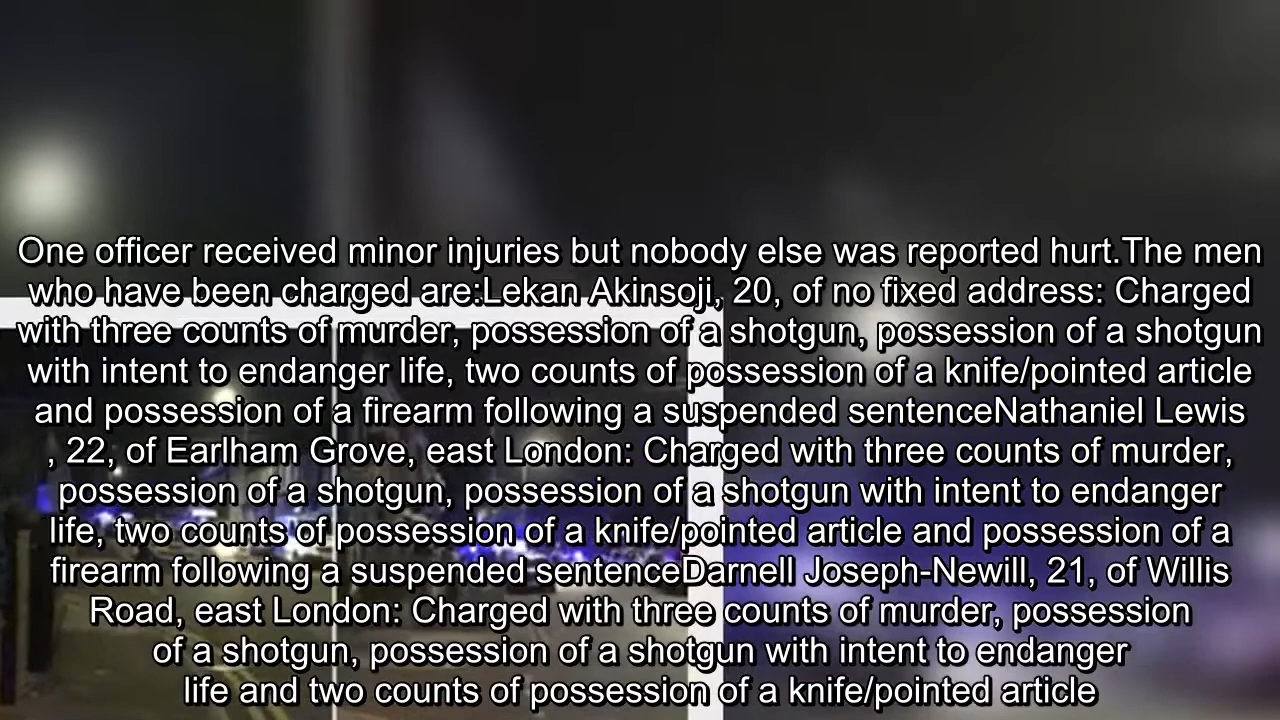 One officer received minor injuries but nobody else was reported hurt.The men
who have been charged are:Lekan Akinsoji, 20, of no fixed address: Charged
with three counts of murder, possession of a shotgun, possession of a shotgun
with intent to endanger life, two counts of possession of a knife/pointed article
and possession of a firearm following a suspended sentenceNathaniel Lewis
, 22, of Earlham Grove, east London: Charged with three counts of murder,
possession of a shotgun, possession of a shotgun with intent to endanger
life, two counts of possession of a knife/pointed article and possession of a
firearm following a suspended sentenceDarnell Joseph-Newill, 21, of Willis
Road, east London: Charged with three counts of murder, possession
of a shotgun, possession of a shotgun with intent to endanger
life and two counts of possession of a knife/pointed article